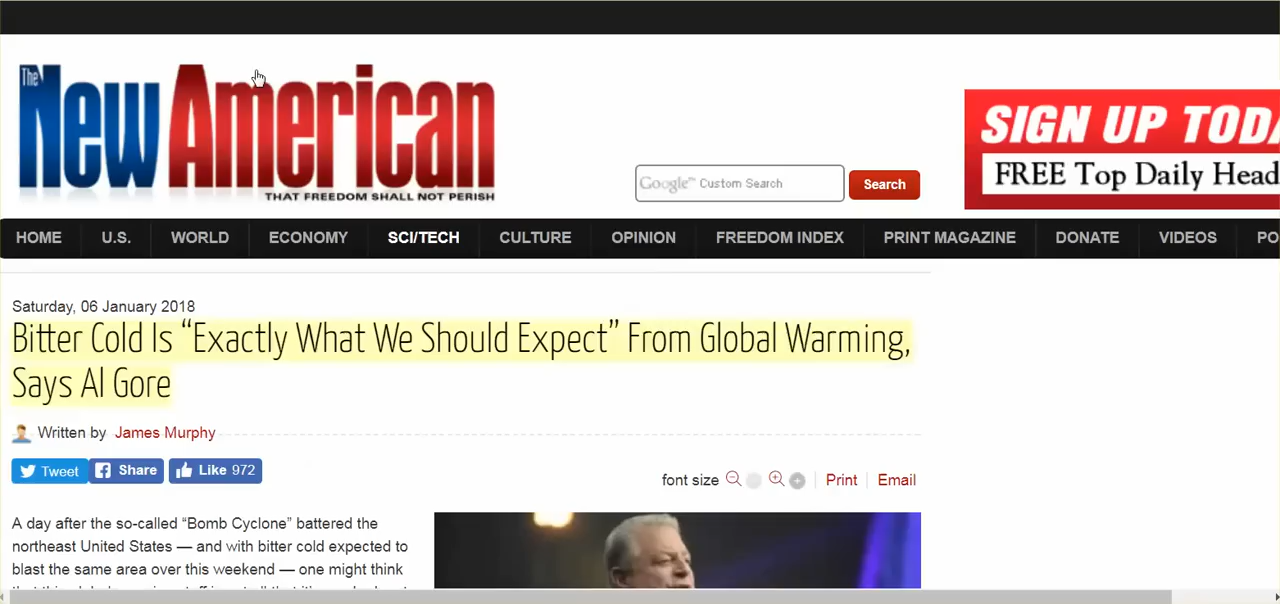 The
New American
THAT FREEDOM SHALL NOT PERISH
Google™ Custom Search
Search
SIGN UP
FREE Top Daily
HOME U.S. WORLD ECONOMY SCI/TECH CULTURE OPINION FREEDOM INDEX PRINT MAGAZINE DONATE VIDEOS PO
Saturday, 06 January 2018
Bitter Cold Is “Exactly What We Should Expect” From Global Warming,
Says Al Gore
Written by James Murphy
Tweet Share Like 972
font size Print Email
A day after the so-called “Bomb Cyclone” battered the
northeast United States — and with bitter cold expected to
blast the same area over this weekend — one might think